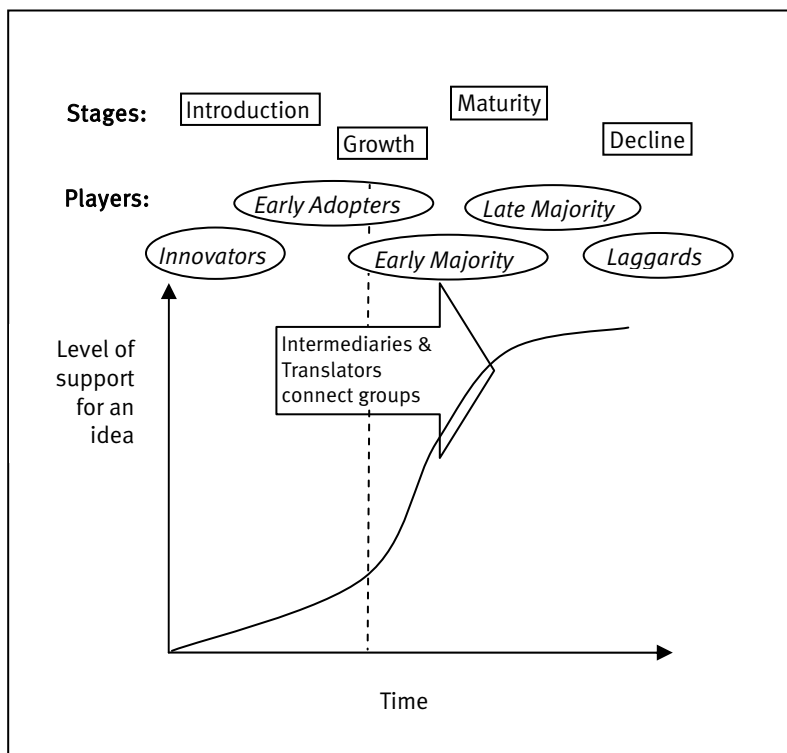 Stages:
Introduction
Growth
Maturity
Decline
Players:
Innovators
Early Adopters
Early Majority
Late Majority
Laggards
Level of
support
for an
idea
Intermediaries &
Translators
connect groups
Time